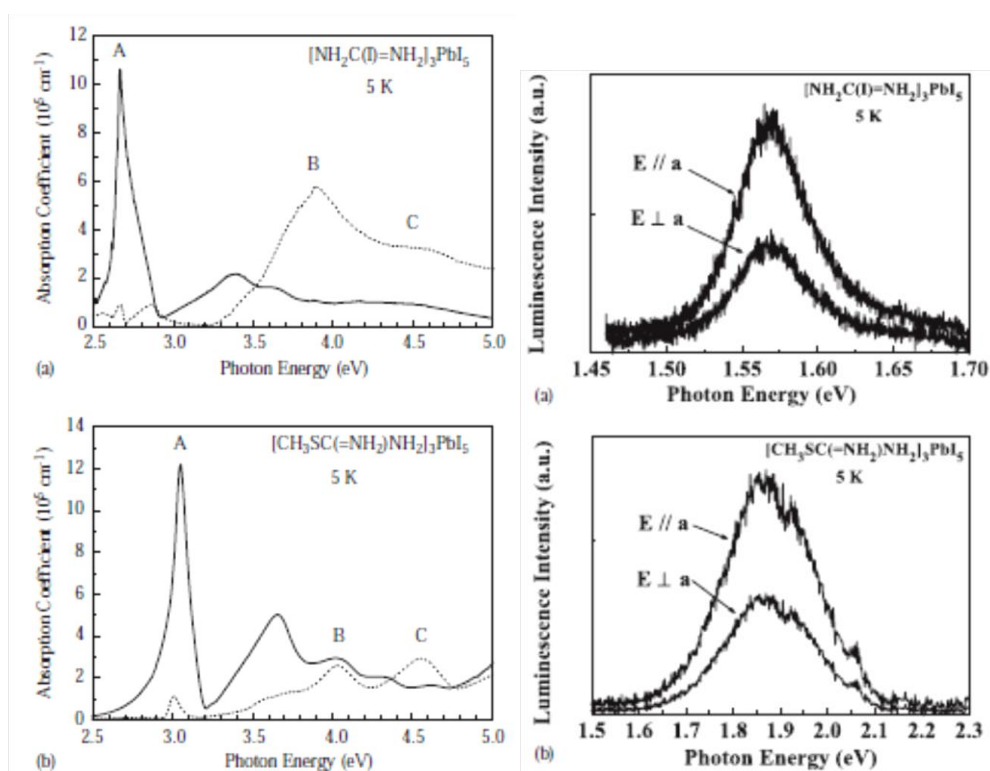 12
10
8
6
4
2
0
Absorption Coefficient (10⁵ cm⁻¹)
A
B
C
[NH₂C(I)=NH₂]₃PbI₅
5 K
2.5 3.0 3.5 4.0 4.5 5.0
(a)
Photon Energy (eV)
Luminescence Intensity (a.u.)
[NH₂C(I)=NH₂]₃PbI₅
5 K
E // a
E ⊥ a
1.45 1.50 1.55 1.60 1.65 1.70
(a)
Photon Energy (eV)
14
12
10
8
6
4
2
0
Absorption Coefficient (10⁵ cm⁻¹)
A
B
C
[CH₃SC(=NH₂)NH₂]₃PbI₅
5 K
2.5 3.0 3.5 4.0 4.5 5.0
(b)
Photon Energy (eV)
Luminescence Intensity (a.u.)
[CH₃SC(=NH₂)NH₂]₃PbI₅
5 K
E // a
E ⊥ a
1.5 1.6 1.7 1.8 1.9 2.0 2.1 2.2 2.3
(b)
Photon Energy (eV)